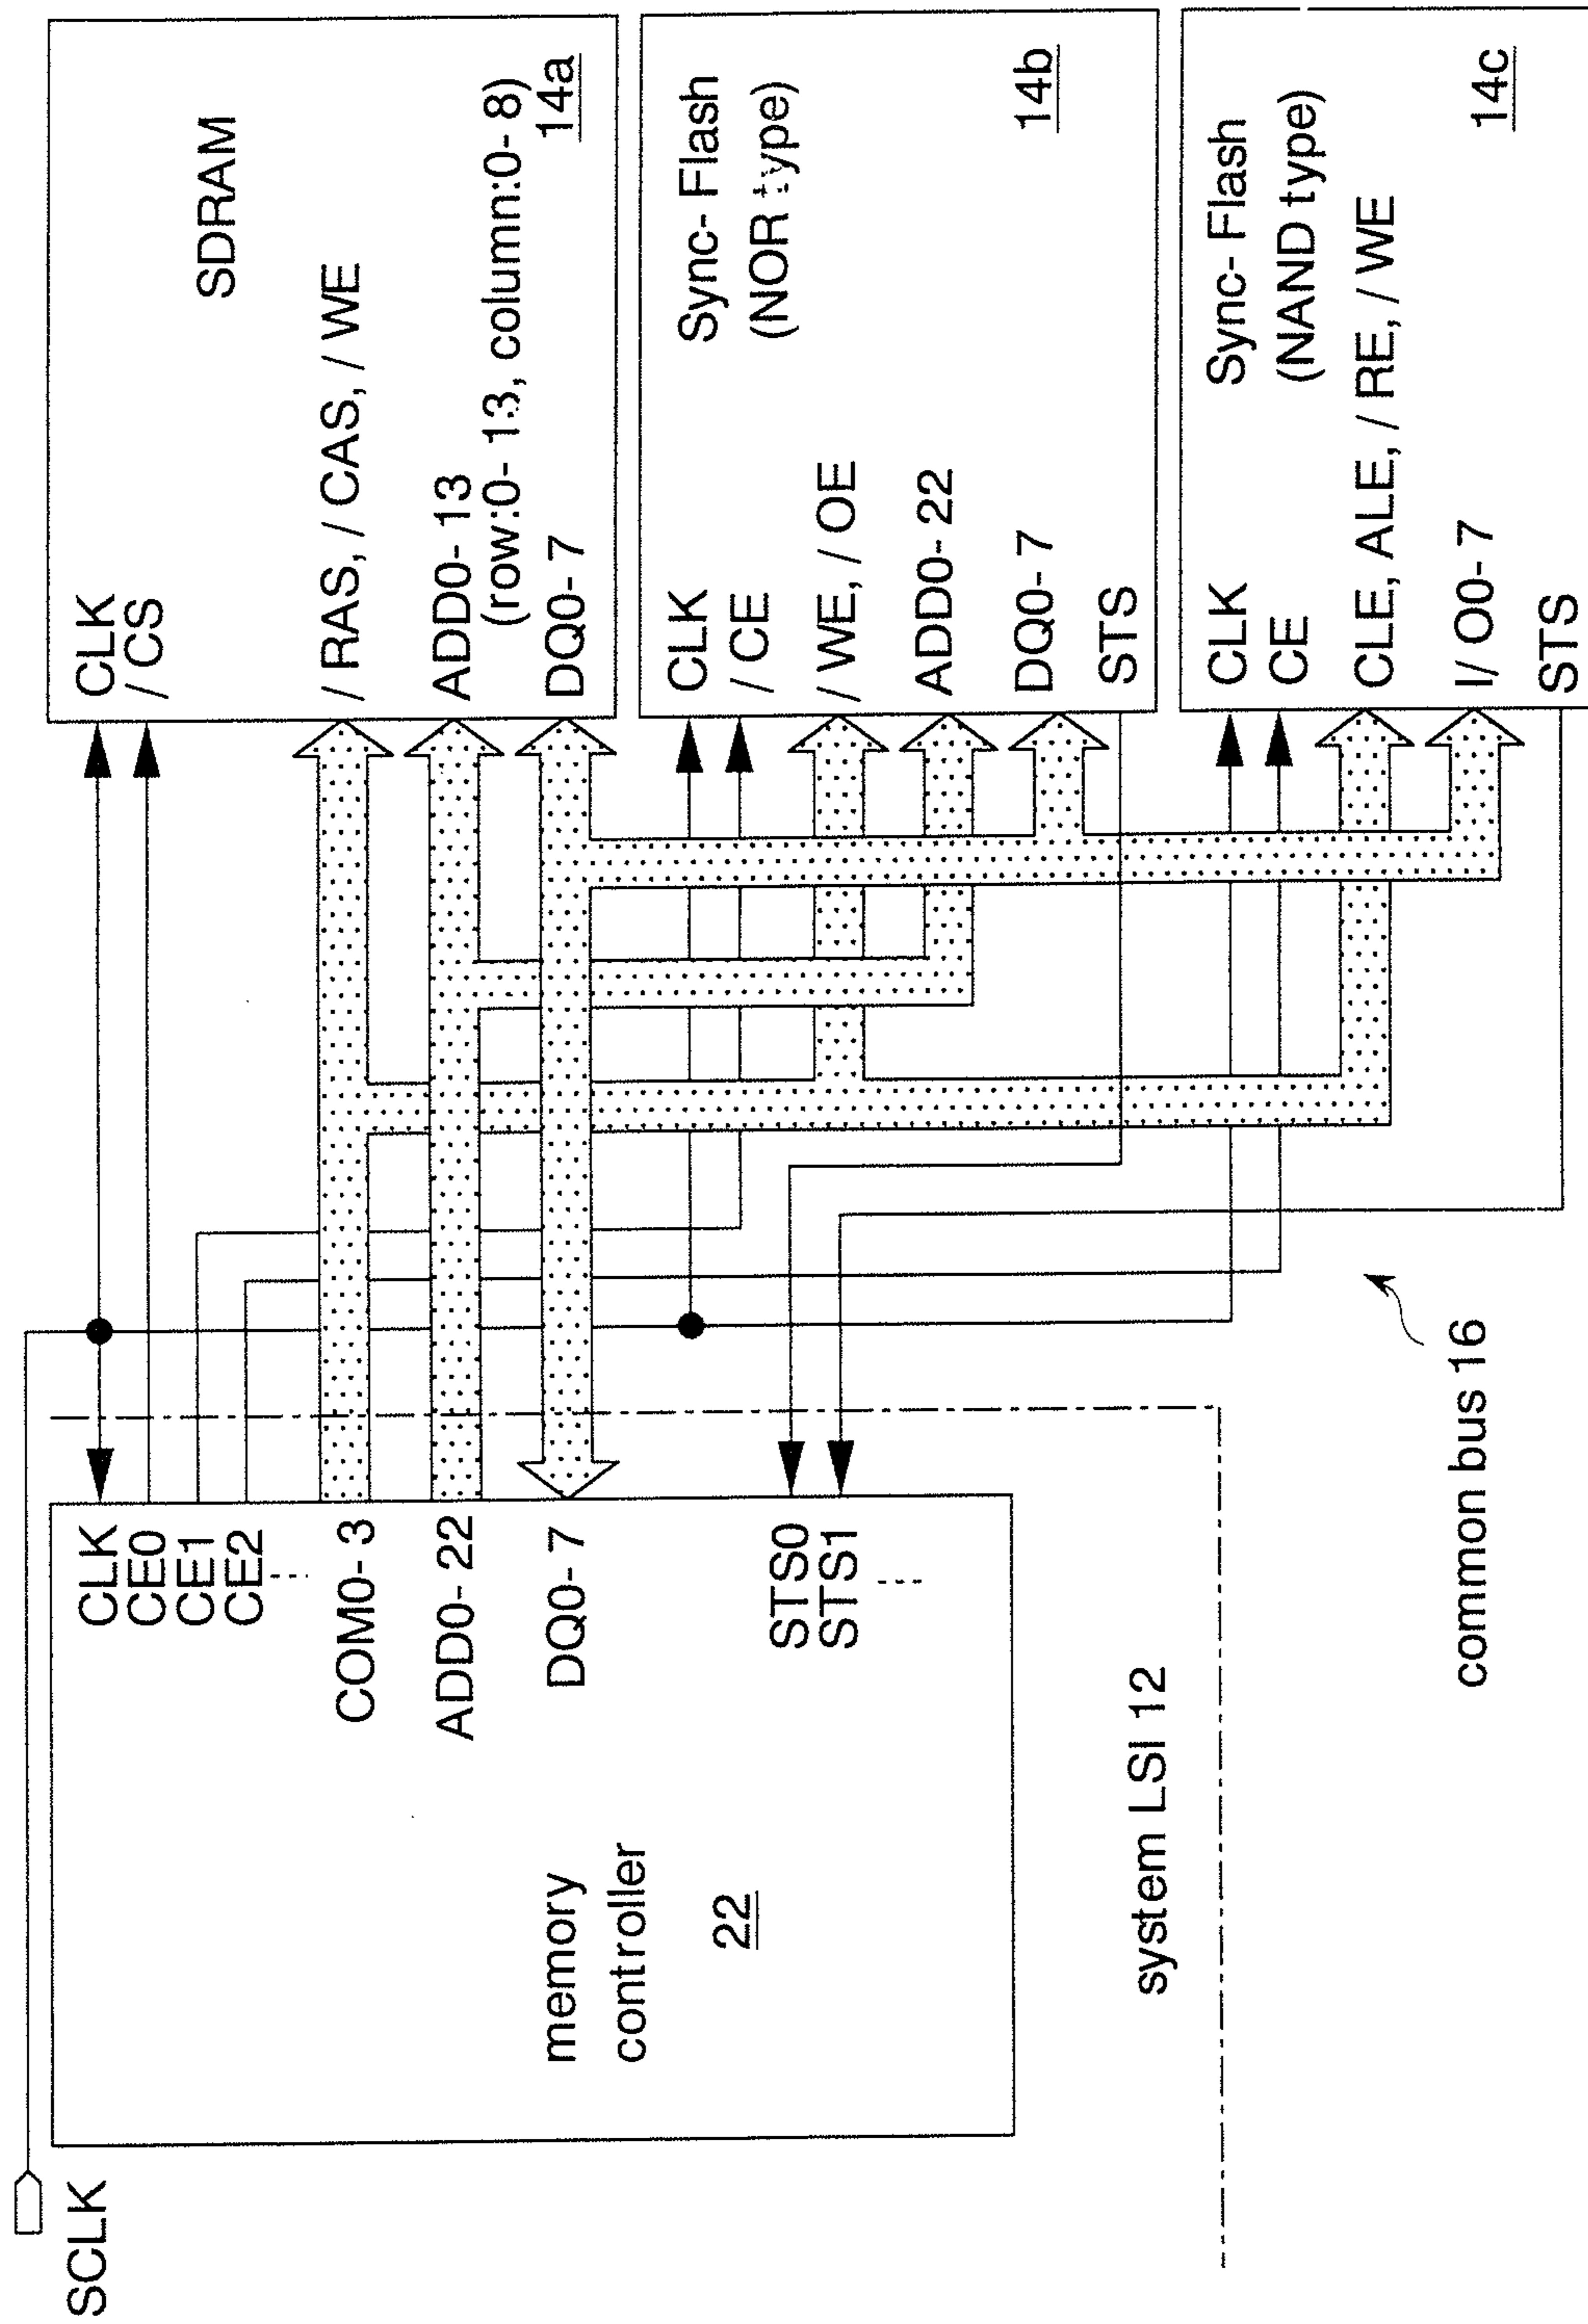 SCLK
memory
controller
22
CLK
CE0
CE1
CE2
COM0- 3
ADD0- 22
DQ0- 7
STS0
STS1
system LSI 12
common bus 16
SDRAM
CLK
/ CS
/ RAS, / CAS, / WE
ADD0- 13
(row:0- 13, column:0- 8)
DQ0- 7
14a
Sync- Flash
(NOR type)
CLK
/ CE
/ WE, / OE
ADD0- 22
DQ0- 7
STS
14b
Sync- Flash
(NAND type)
CLK
CE
CLE, ALE, / RE, / WE
I/ O0- 7
STS
14c